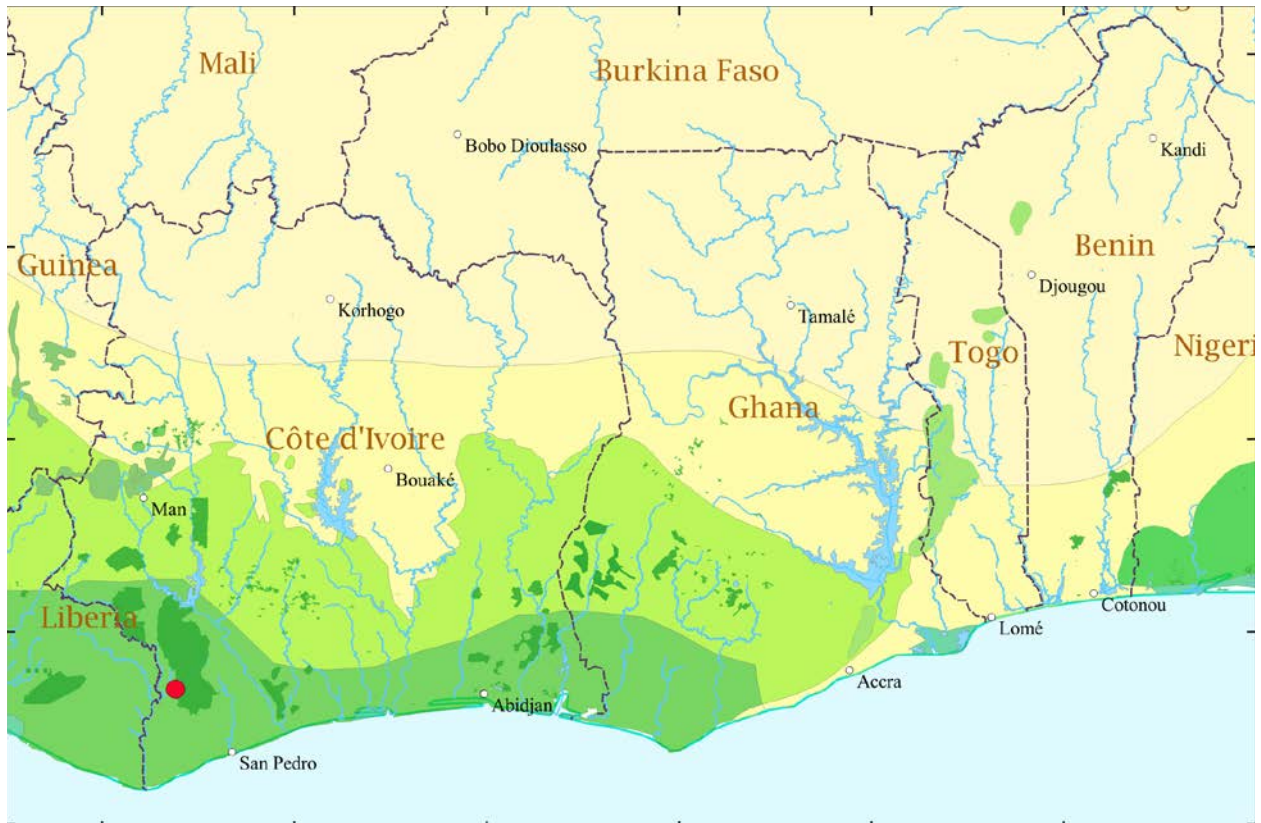 Mali
Burkina Faso
Bobo Dioulasso
Kandi
Guinea
Benin
Djougou
Korhogo
Tamalé
Togo
Nigeri
Ghana
Côte d'Ivoire
Bouaké
Man
Liberia
Cotonou
Lomé
Accra
Abidjan
San Pedro